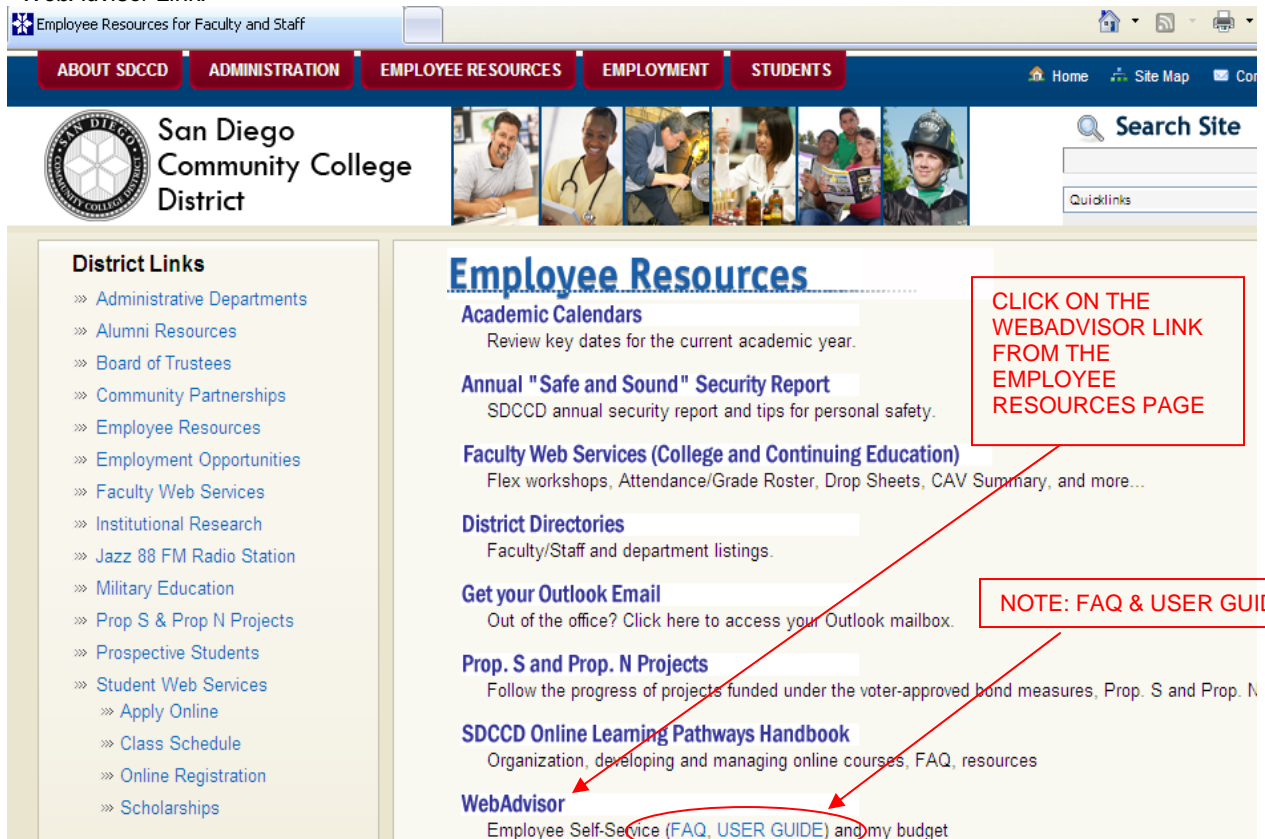 WebAdvisor Link.
Employee Resources for Faculty and Staff
ABOUT SDCCD ADMINISTRATION EMPLOYEE RESOURCES EMPLOYMENT STUDENTS
Home Site Map
San Diego
Community College
District
Search Site
Quicklinks
District Links
Administrative Departments
Alumni Resources
Board of Trustees
Community Partnerships
Employee Resources
Employment Opportunities
Faculty Web Services
Institutional Research
Jazz 88 FM Radio Station
Military Education
Prop S & Prop N Projects
Prospective Students
Student Web Services
Apply Online
Class Schedule
Online Registration
Scholarships
Employee Resources
Academic Calendars
Review key dates for the current academic year.
Annual "Safe and Sound" Security Report
SDCCD annual security report and tips for personal safety.
Faculty Web Services (College and Continuing Education)
Flex workshops, Attendance/Grade Roster, Drop Sheets, CAV Summary, and more...
District Directories
Faculty/Staff and department listings.
Get your Outlook Email
Out of the office? Click here to access your Outlook mailbox.
Prop. S and Prop. N Projects
Follow the progress of projects funded under the voter-approved bond measures, Prop. S and Prop. N
SDCCD Online Learning Pathways Handbook
Organization, developing and managing online courses, FAQ, resources
WebAdvisor
Employee Self-Service (FAQ, USER GUIDE) and my budget
CLICK ON THE
WEBADVISOR LINK
FROM THE
EMPLOYEE
RESOURCES PAGE
NOTE: FAQ & USER GUID